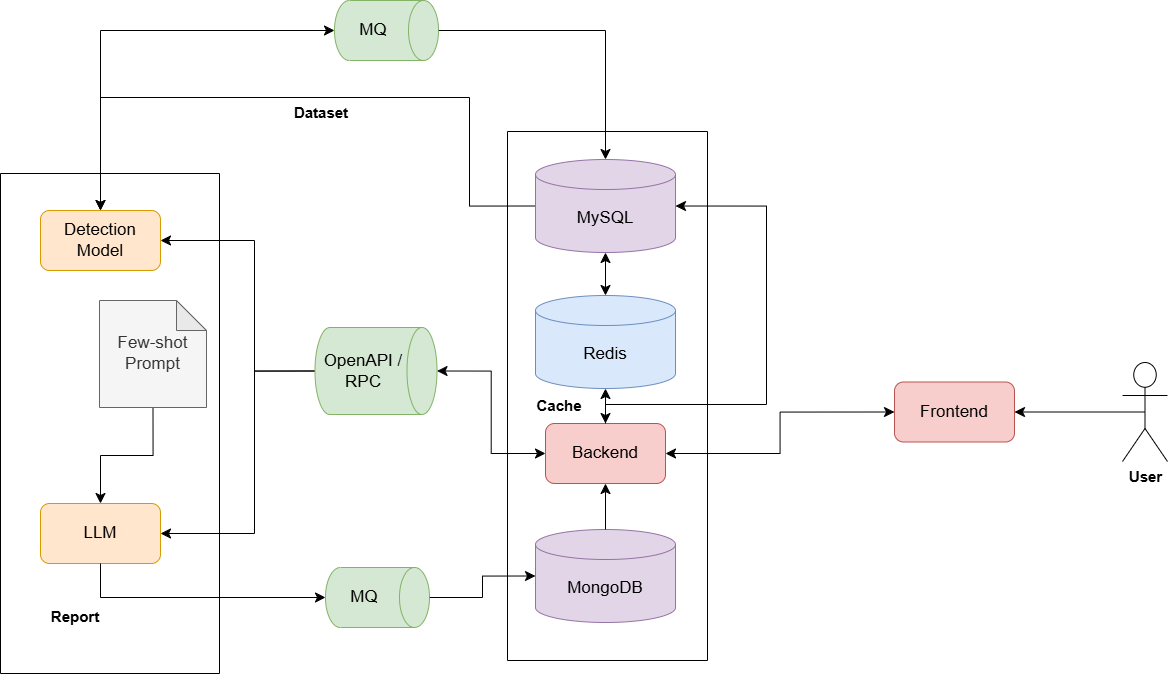 MQ
Dataset
MySQL
Detection
Model
Few-shot
Prompt
OpenAPI /
RPC
Redis
Cache
Frontend
Backend
User
LLM
MongoDB
MQ
Report